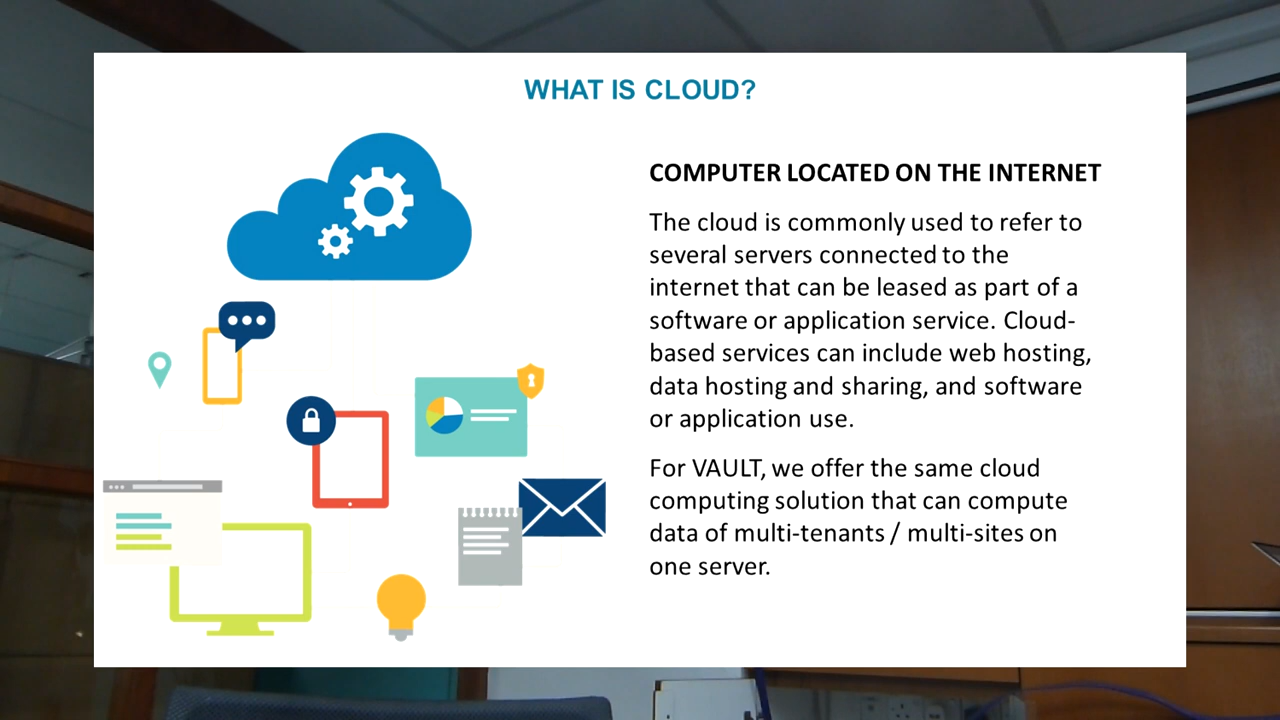 WHAT IS CLOUD?
COMPUTER LOCATED ON THE INTERNET
The cloud is commonly used to refer to
several servers connected to the
internet that can be leased as part of a
software or application service. Cloud-
based services can include web hosting,
data hosting and sharing, and software
or application use.
For VAULT, we offer the same cloud
computing solution that can compute
data of multi-tenants / multi-sites on
one server.